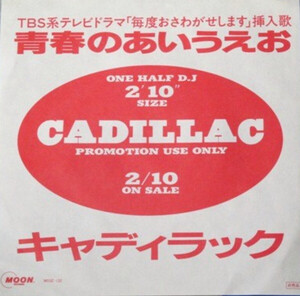 TBS系テレビドラマ「毎度おさわがせします」挿入歌
青春のあいうえお
ONE HALF D.J
2'10"
SIZE
CADILLAC
PROMOTION USE ONLY
2/10
ON SALE
キャディラック
MOON